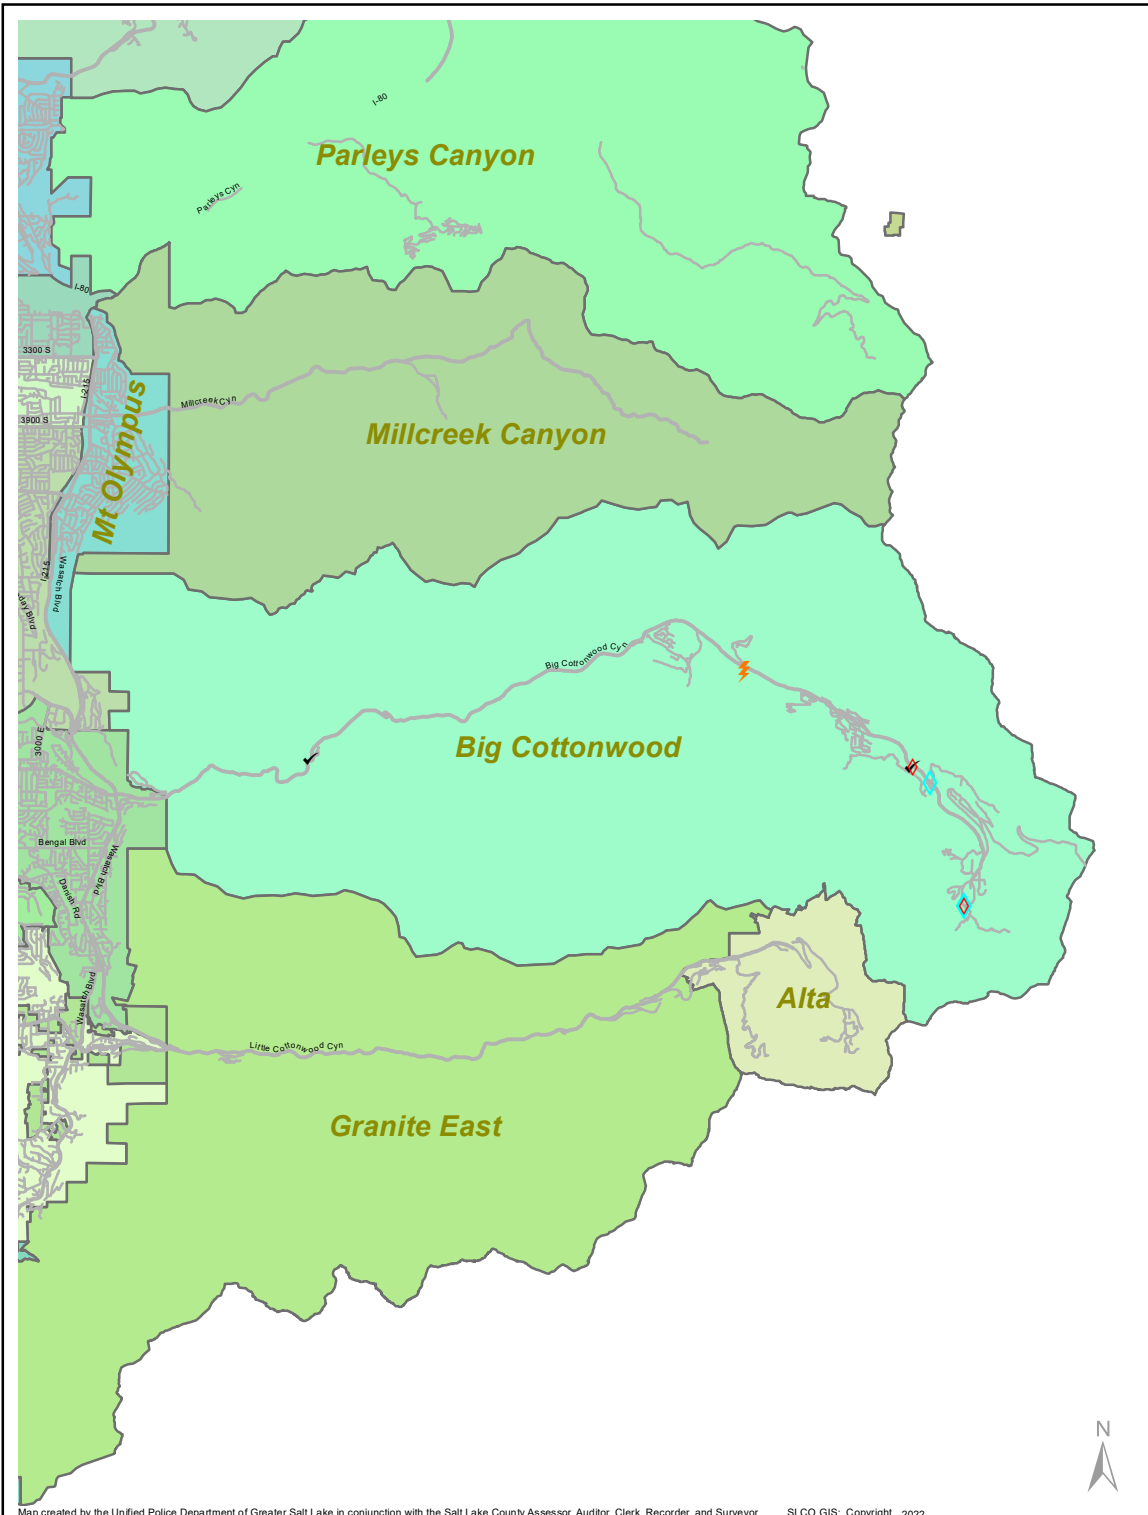 I-80
Parleys Canyon
Parleys Cyn
I-80
3300 S
I-215
Mt Olympus
Millcreek Cyn
3900 S
Millcreek Canyon
I-215
Wasatch Blvd
day Blvd
Big Cottonwood Cyn
3000 E
Big Cottonwood
Bengal Blvd
Wasatch Blvd
Danish Rd
Wasatch Blvd
Alta
Little Cottonwood Cyn
Granite East
N
Map created by the Unified Police Department of Greater Salt Lake in conjunction with the Salt Lake County Assessor, Auditor, Clerk, Recorder, and Surveyor SLCO GIS: Copyright 2022